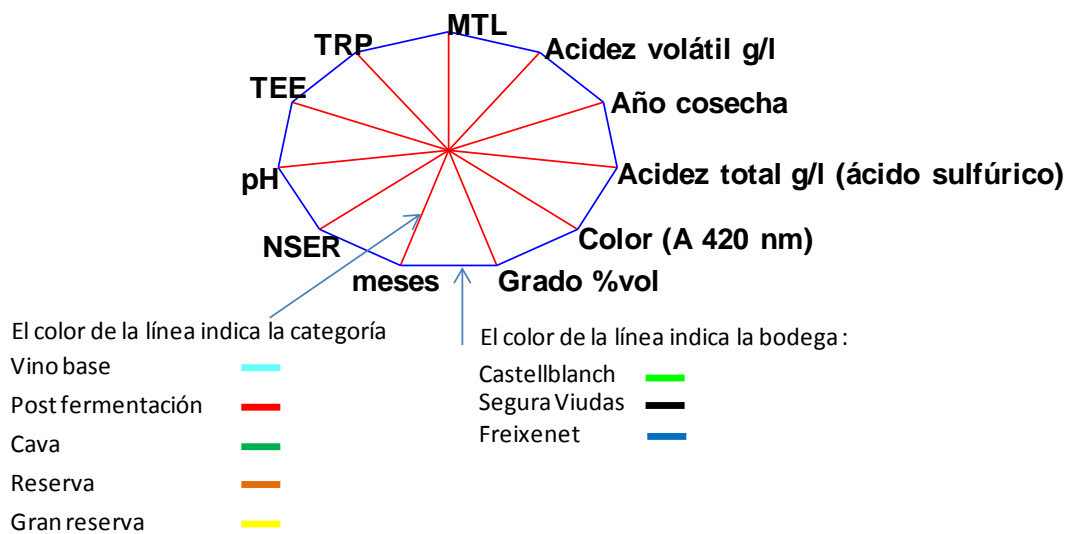 MTL
TRP
Acidez volátil g/l
TEE
Año cosecha
pH
Acidez total g/l (ácido sulfúrico)
NSER
Color (A 420 nm)
meses
Grado %vol
El color de la línea indica la categoría
Vino base
Post fermentación
Cava
Reserva
Gran reserva
El color de la línea indica la bodega :
Castellblanch
Segura Viudas
Freixenet